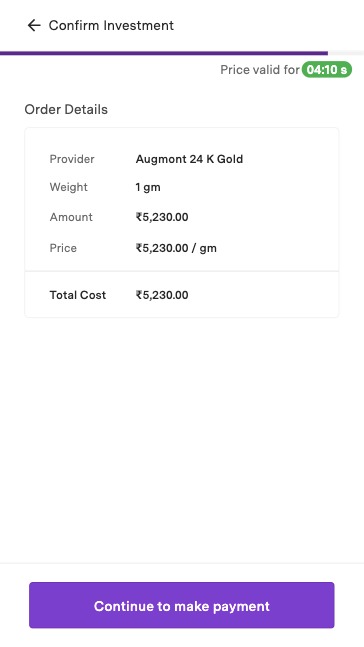 Confirm Investment
Price valid for 04:10 s
Order Details
Provider Augmont 24 K Gold
Weight 1 gm
Amount ₹5,230.00
Price ₹5,230.00 / gm
Total Cost ₹5,230.00
Continue to make payment